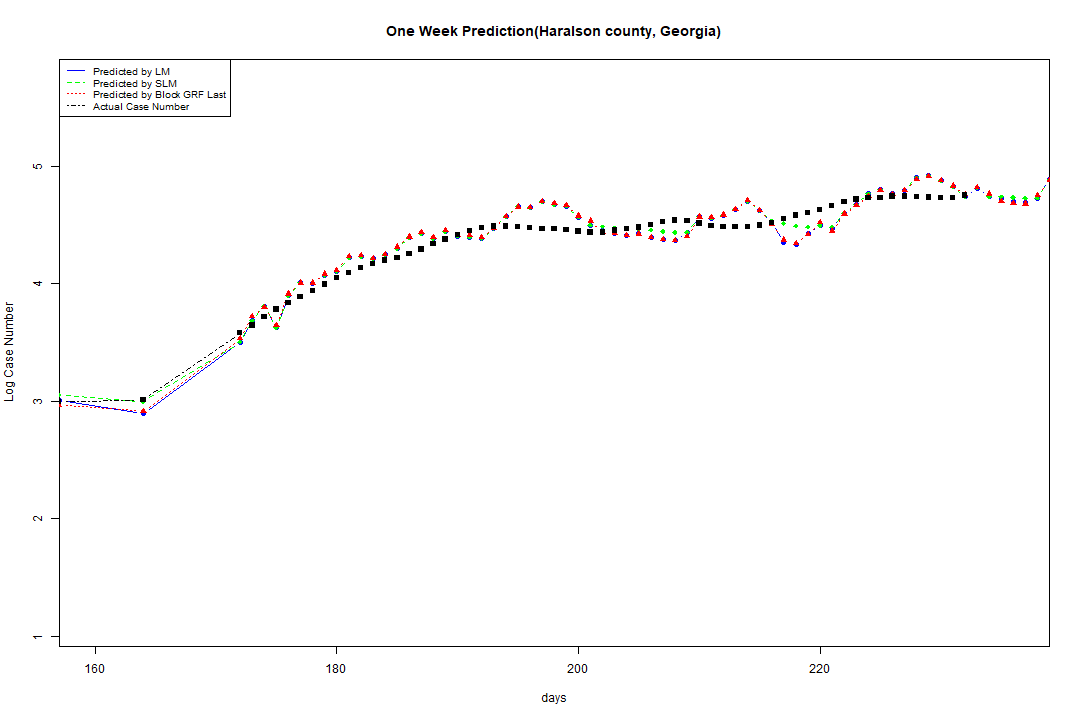 One Week Prediction(Haralson county, Georgia)
Predicted by LM
Predicted by SLM
Predicted by Block GRF Last
Actual Case Number
5
4
3
2
1
Log Case Number
160 180 200 220
days